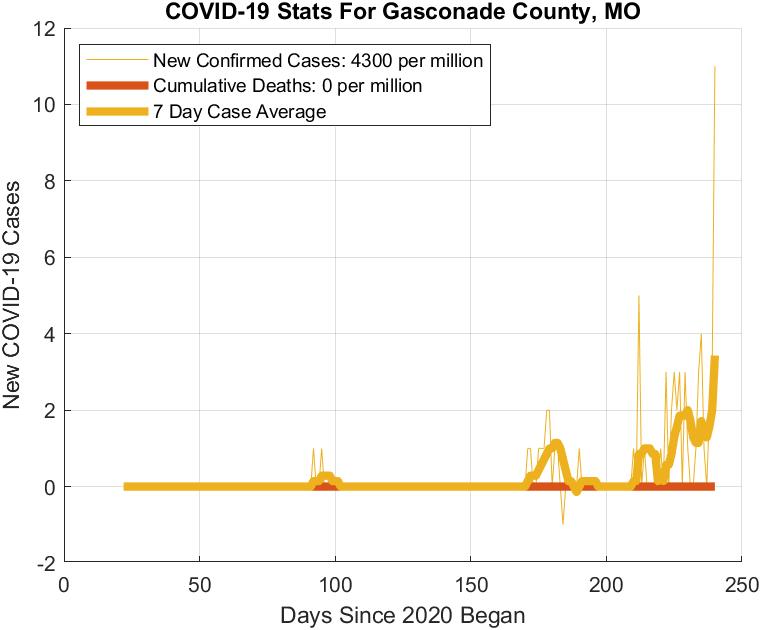 COVID-19 Stats For Gasconade County, MO
12
New Confirmed Cases: 4300 per million
Cumulative Deaths: 0 per million
7 Day Case Average
10
8
6
4
2
0
-2
New COVID-19 Cases
0 50 100 150 200 250
Days Since 2020 Began